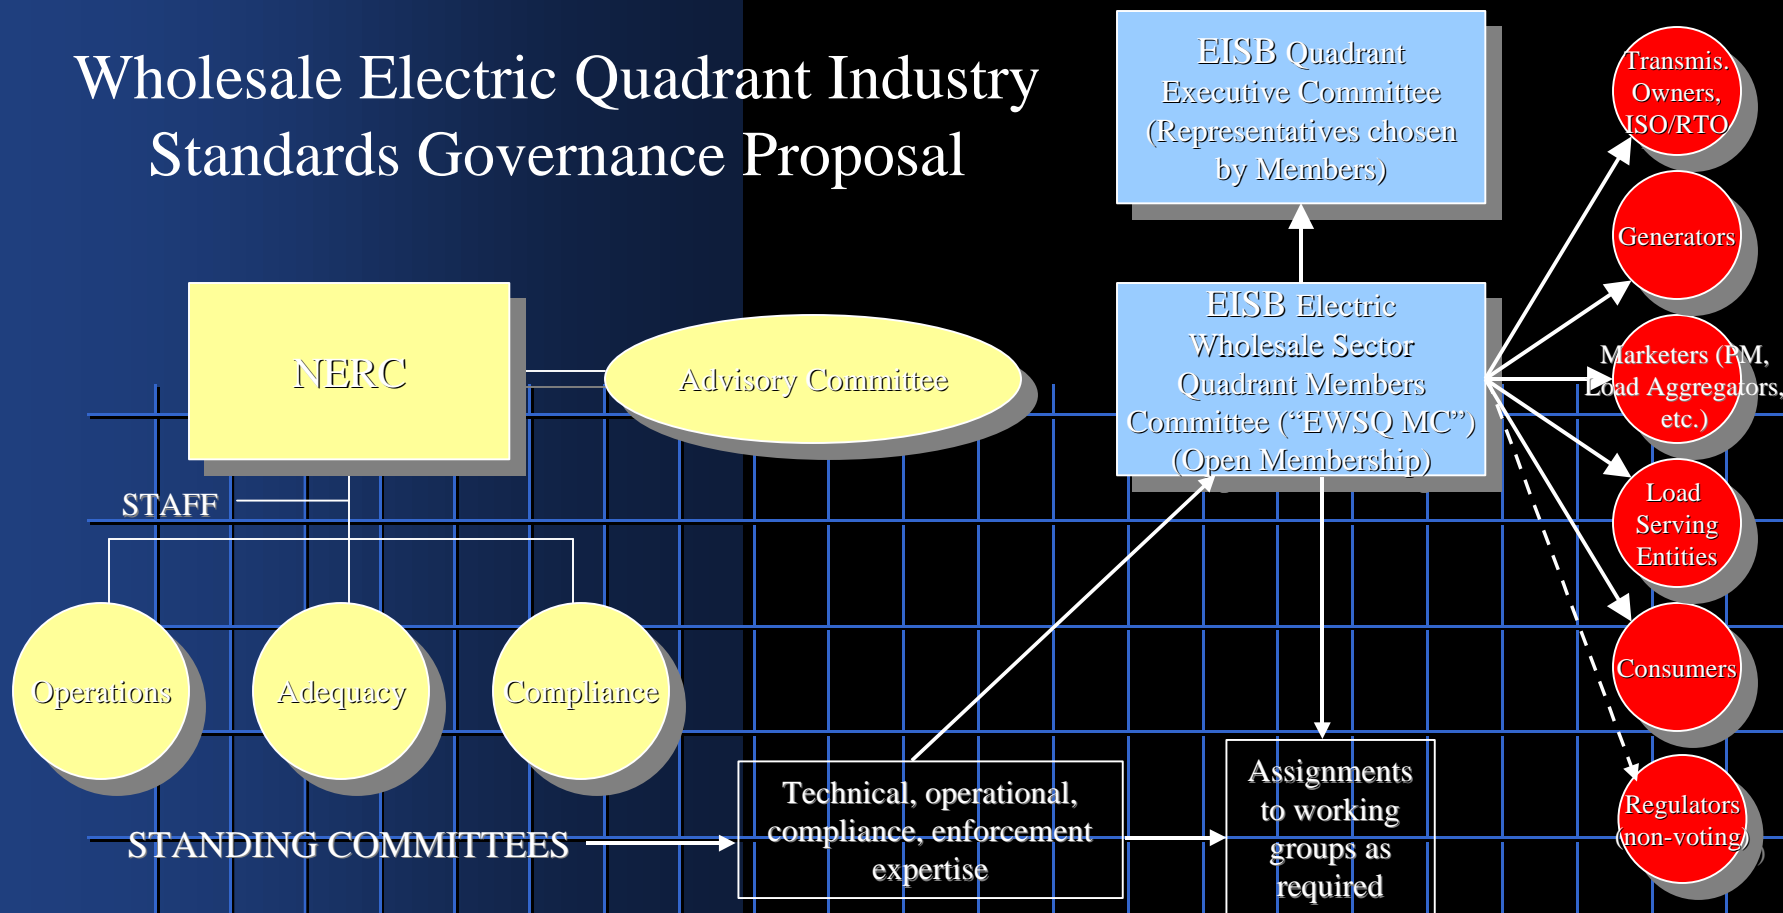 Wholesale Electric Quadrant Industry
Standards Governance Proposal
EISB Quadrant
Executive Committee
(Representatives chosen
by Members)
Transmis.
Owners,
ISO/RTO
Generators
NERC
Advisory Committee
EISB Electric
Wholesale Sector
Quadrant Members
Committee (“EWSQ MC”)
(Open Membership)
Marketers (PM,
Load Aggregators,
etc.)
STAFF
Load
Serving
Entities
Operations
Adequacy
Compliance
Consumers
STANDING COMMITTEES
Technical, operational,
compliance, enforcement
expertise
Assignments
to working
groups as
required
Regulators
(non-voting)